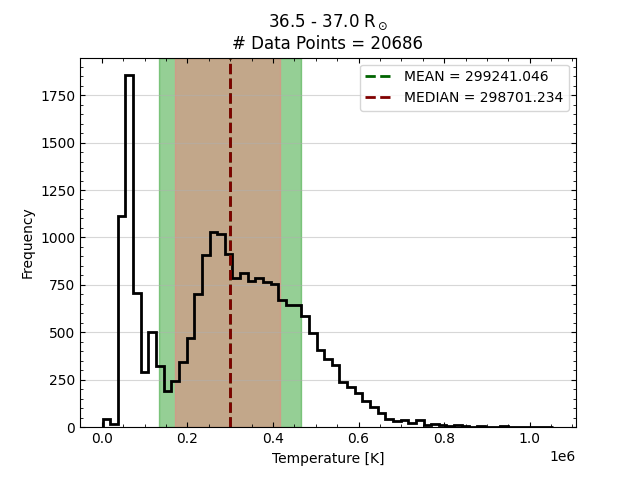 36.5 - 37.0 R☉
# Data Points = 20686
MEAN = 299241.046
MEDIAN = 298701.234
Frequency
1750
1500
1250
1000
750
500
250
0
0.0 0.2 0.4 0.6 0.8 1.0
1e6
Temperature [K]